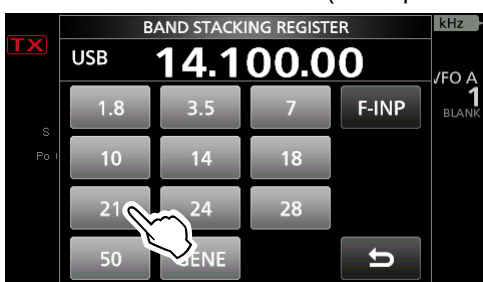 BAND STACKING REGISTER
kHz
TX
USB 14.100.00
VFO A
1
BLANK
1.8 3.5 7 F-INP
S
10 14 18
Po
21 24 28
50 GENE